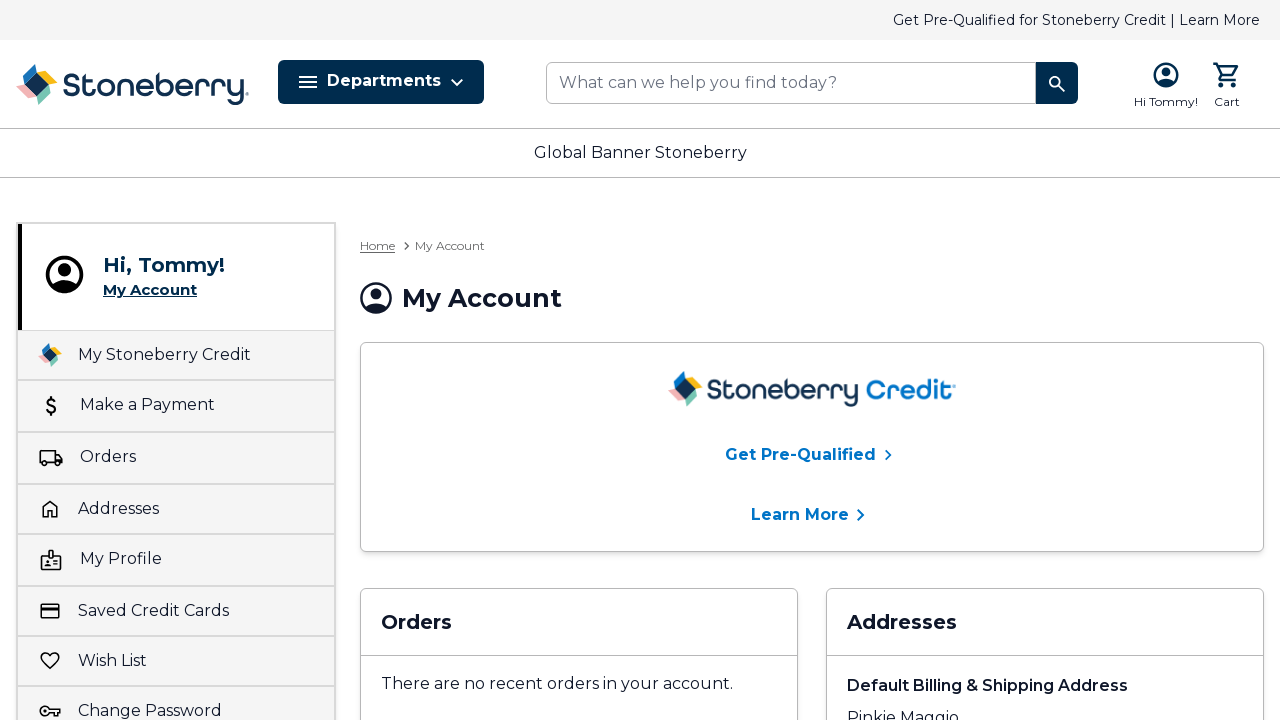 Get Pre-Qualified for Stoneberry Credit | Learn More
Stoneberry
Departments
What can we help you find today?
Hi Tommy!
Cart
Global Banner Stoneberry
Hi, Tommy!
My Account
My Stoneberry Credit
Make a Payment
Orders
Addresses
My Profile
Saved Credit Cards
Wish List
Change Password
Home > My Account
My Account
Stoneberry Credit
Get Pre-Qualified
Learn More
Orders
There are no recent orders in your account.
Addresses
Default Billing & Shipping Address
Pinkie Maggio